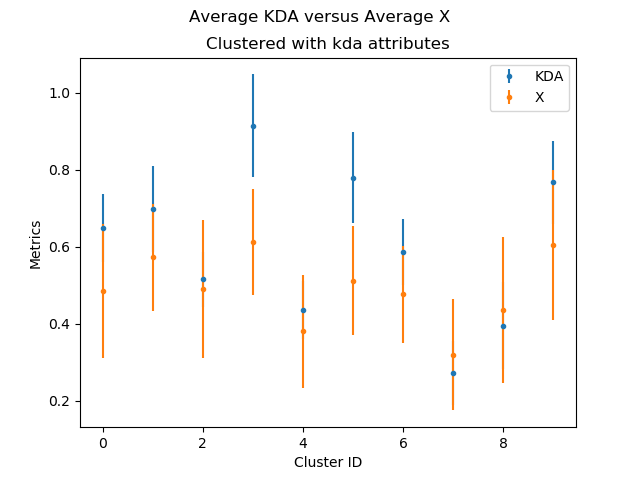 Average KDA versus Average X
Clustered with kda attributes
KDA
X
1.0
0.8
0.6
0.4
0.2
Metrics
0 2 4 6 8
Cluster ID